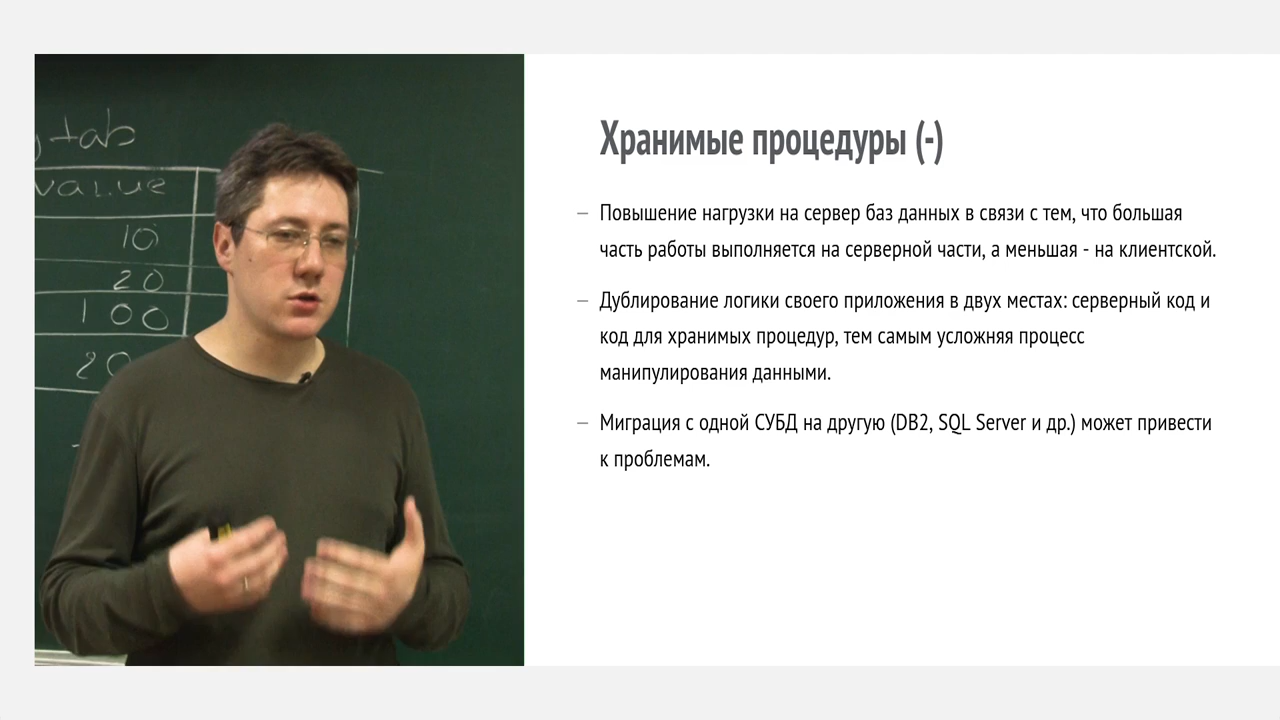 tab
value
10
20
100
20
Хранимые процедуры (-)
– Повышение нагрузки на сервер баз данных в связи с тем, что большая
часть работы выполняется на серверной части, а меньшая - на клиентской.
– Дублирование логики своего приложения в двух местах: серверный код и
код для хранимых процедур, тем самым усложняя процесс
манипулирования данными.
– Миграция с одной СУБД на другую (DB2, SQL Server и др.) может привести
к проблемам.